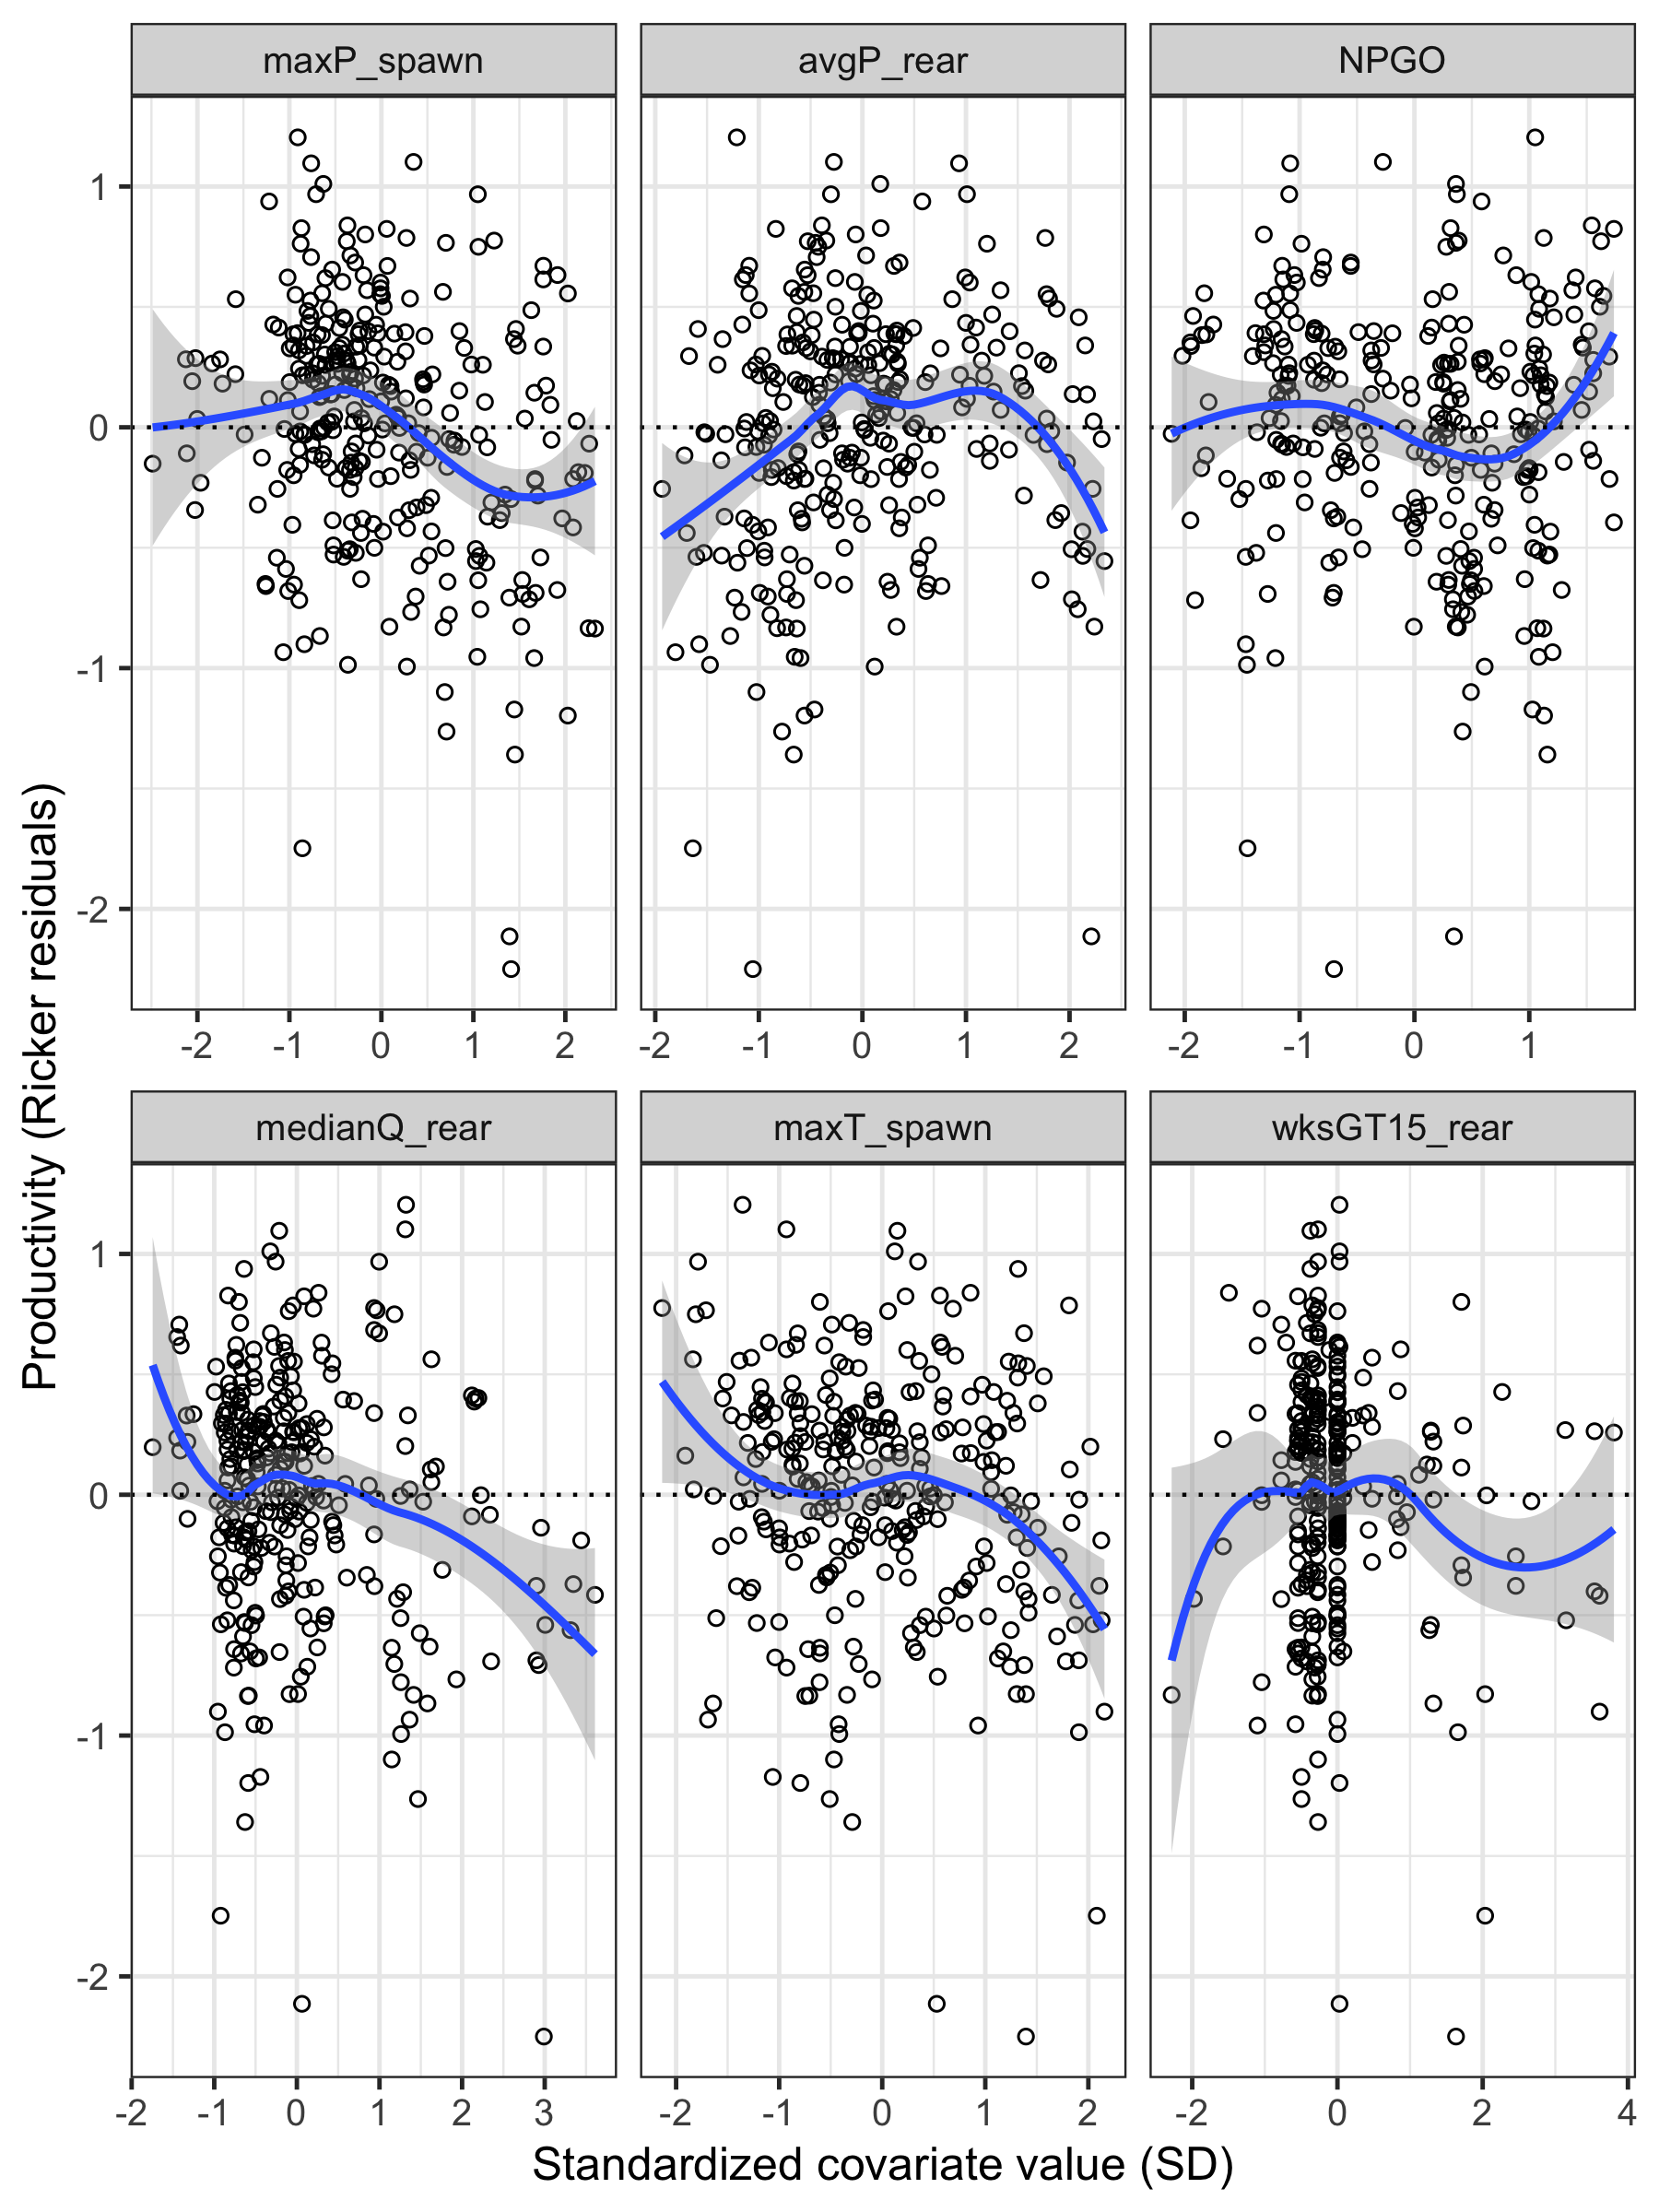 maxP_spawn avgP_rear NPGO
1
0
-1
-2
-2 -1 0 1 2 -2 -1 0 1 2 -2 -1 0 1
medianQ_rear maxT_spawn wksGT15_rear
1
0
-1
-2
-2 -1 0 1 2 3 -2 -1 0 1 2 -2 0 2 4
Productivity (Ricker residuals)
Standardized covariate value (SD)